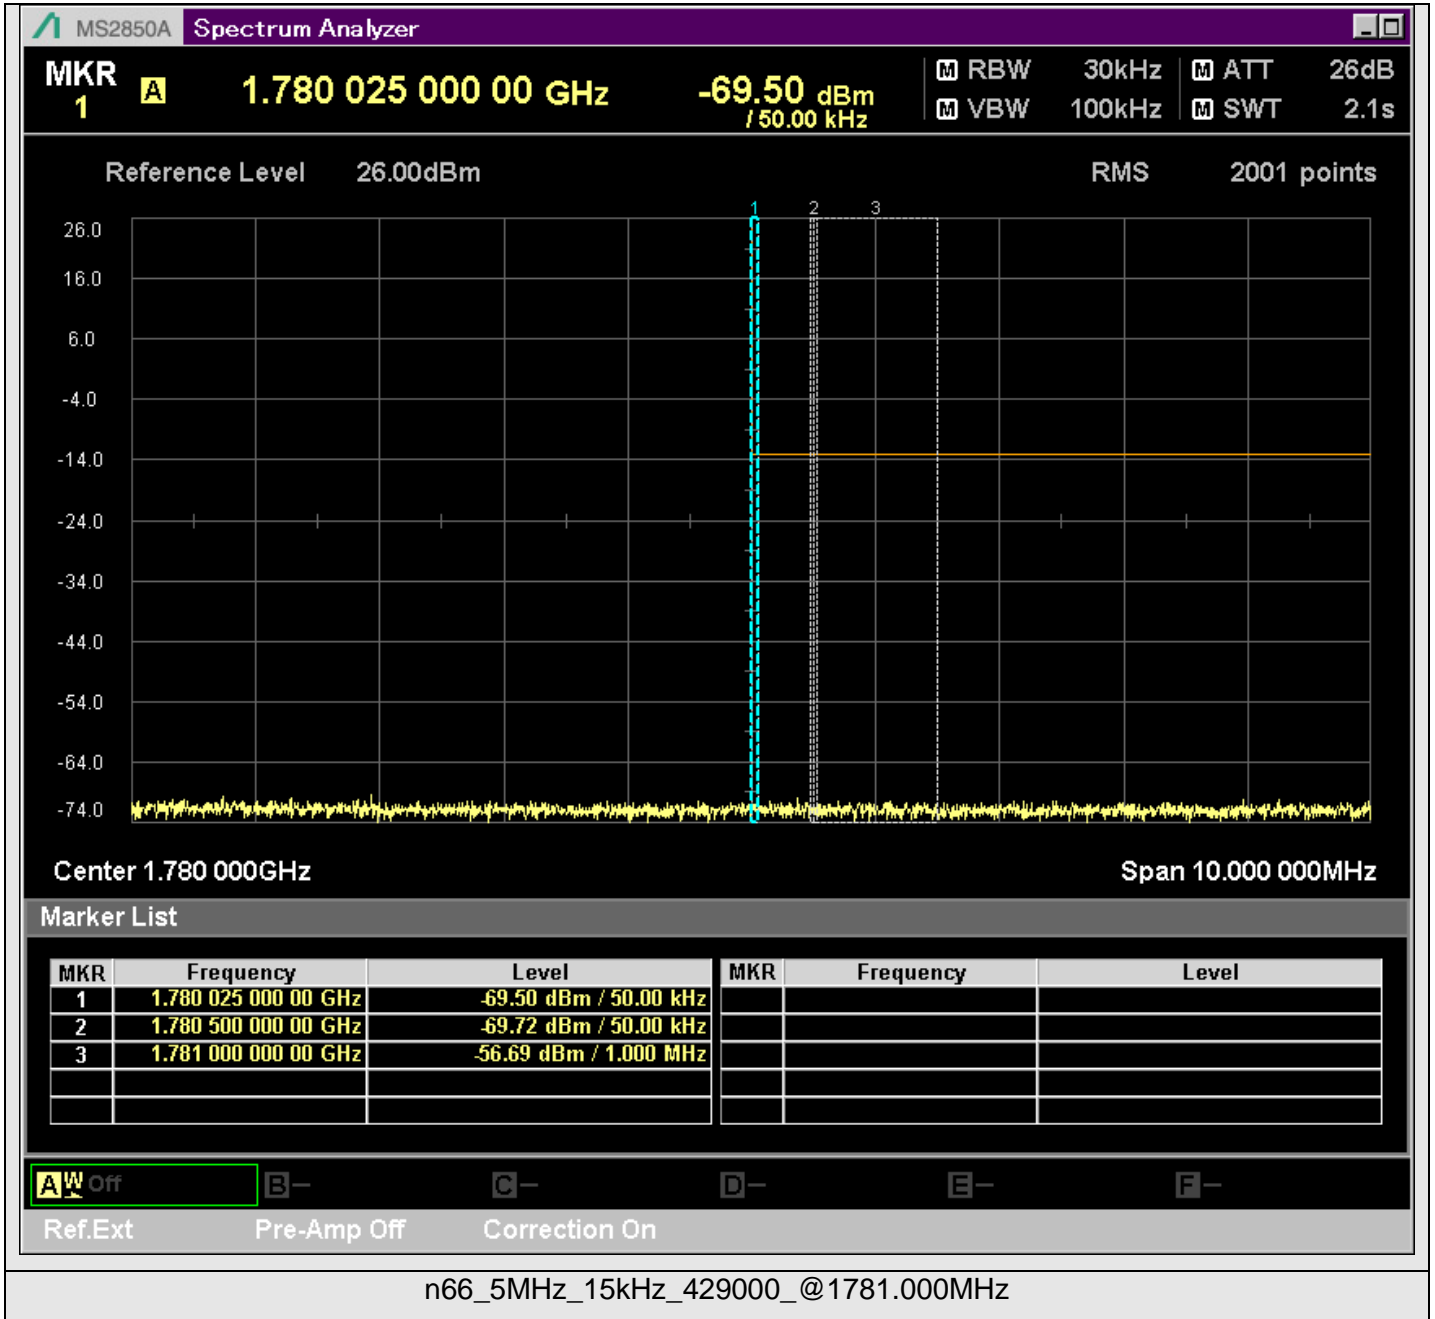 MS2850A Spectrum Analyzer
MKR 1 A 1.780 025 000 00 GHz -69.50 dBm / 50.00 kHz
M RBW 30kHz M ATT 26dB
M VBW 100kHz M SWT 2.1s
Reference Level 26.00dBm RMS 2001 points
1 2 3
26.0
16.0
6.0
-4.0
-14.0
-24.0
-34.0
-44.0
-54.0
-64.0
-74.0
Center 1.780 000GHz Span 10.000 000MHz
Marker List
MKR Frequency Level MKR Frequency Level
1 1.780 025 000 00 GHz -69.50 dBm / 50.00 kHz
2 1.780 500 000 00 GHz -69.72 dBm / 50.00 kHz
3 1.781 000 000 00 GHz -56.69 dBm / 1.000 MHz
A W Off B – C – D – E – F –
Ref.Ext Pre-Amp Off Correction On
n66_5MHz_15kHz_429000_@1781.000MHz